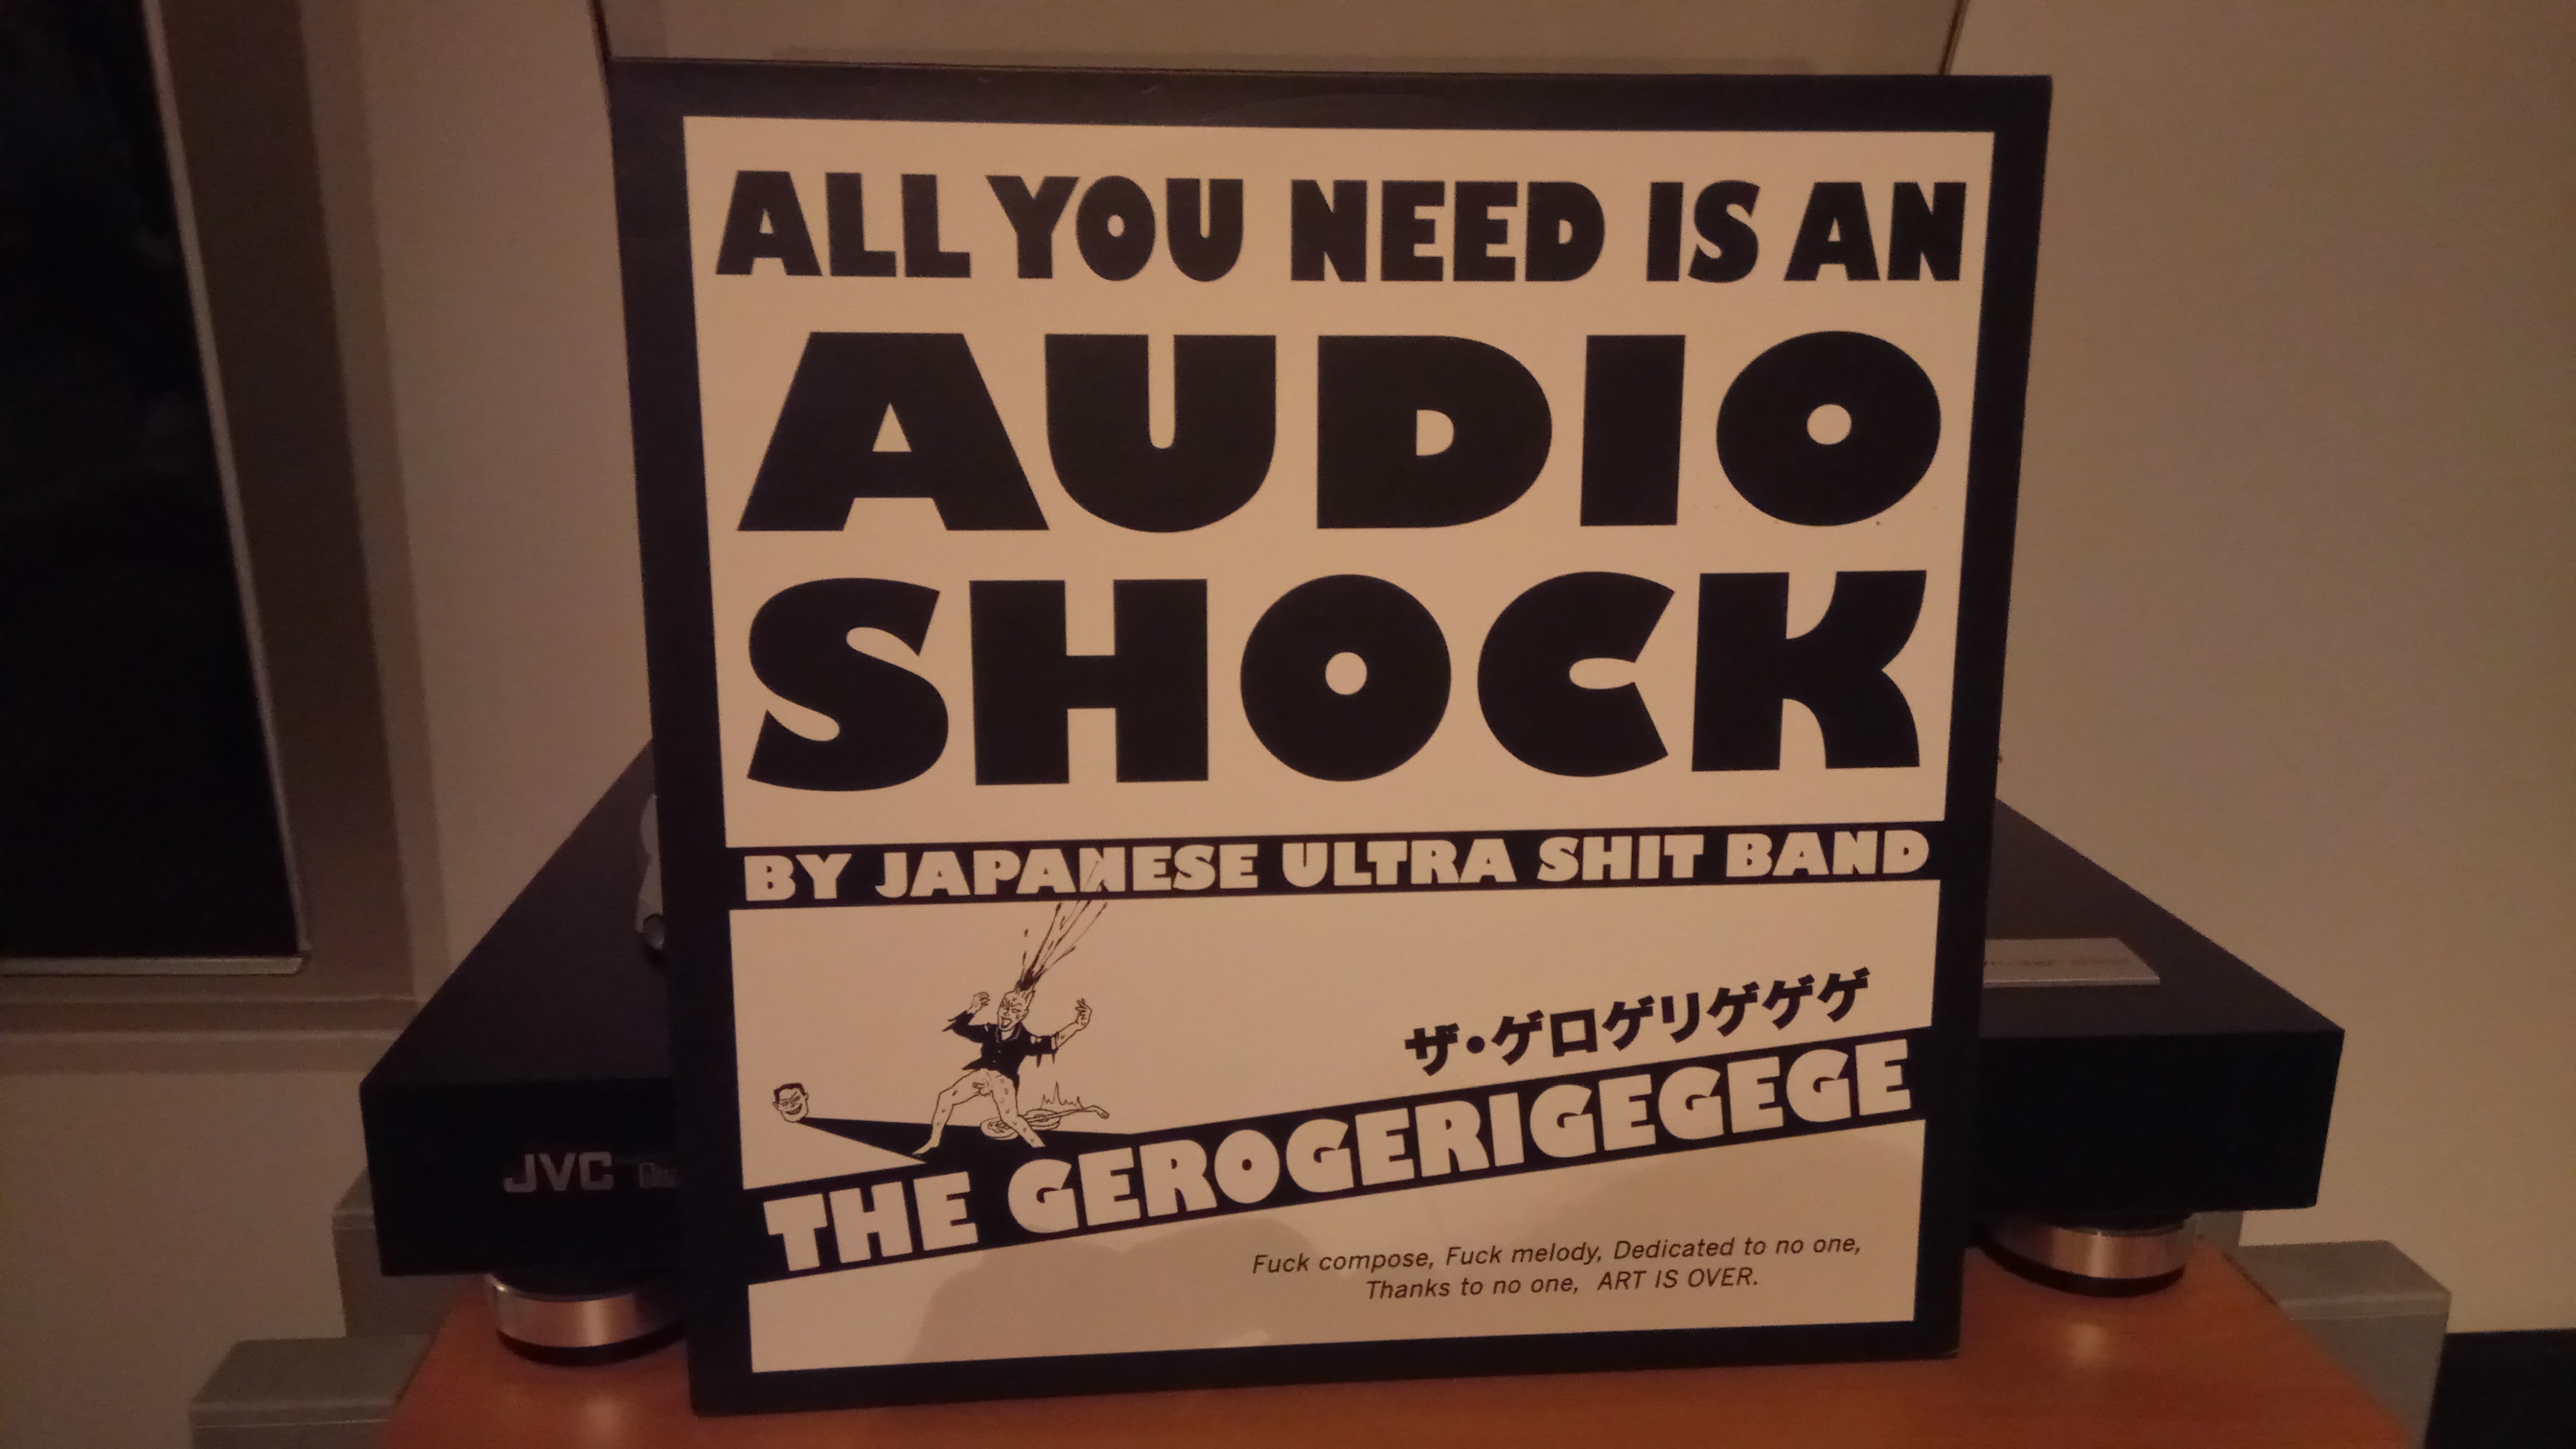 ALL YOU NEED IS AN
AUDIO
SHOCK
BY JAPANESE ULTRA SHIT BAND
ザ・ゲロゲリゲゲゲ
THE GEROGERIGEGEGE
Fuck compose, Fuck melody, Dedicated to no one,
Thanks to no one, ART IS OVER.
JVC